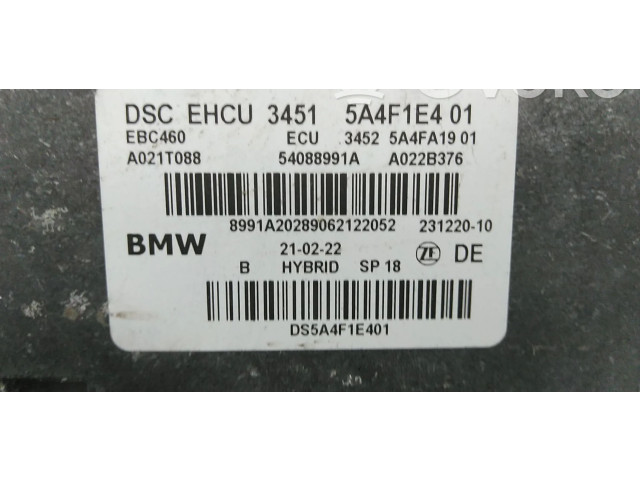 DSC EHCU 3451 5A4F1E4 01
EBC460 ECU 3452 5A4FA19 01
A021T088 54088991A A022B376
8991A20289062122052 231220-10
BMW 21-02-22 ZF DE
B HYBRID SP 18
DS5A4F1E401